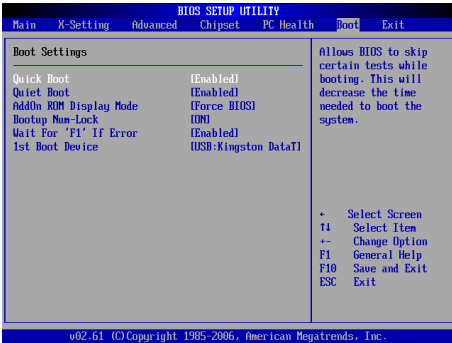 BIOS SETUP UTILITY
Main X-Setting Advanced Chipset PC Health Boot Exit
Boot Settings
Quick Boot [Enabled]
Quiet Boot [Enabled]
AddOn ROM Display Mode [Force BIOS]
Bootup Num-Lock [ON]
Wait For 'F1' If Error [Enabled]
1st Boot Device [USB:Kingston DataT]
Allows BIOS to skip
certain tests while
booting. This will
decrease the time
needed to boot the
system.
← Select Screen
↑↓ Select Item
+- Change Option
F1 General Help
F10 Save and Exit
ESC Exit
v02.61 (C)Copyright 1985-2006, American Megatrends, Inc.